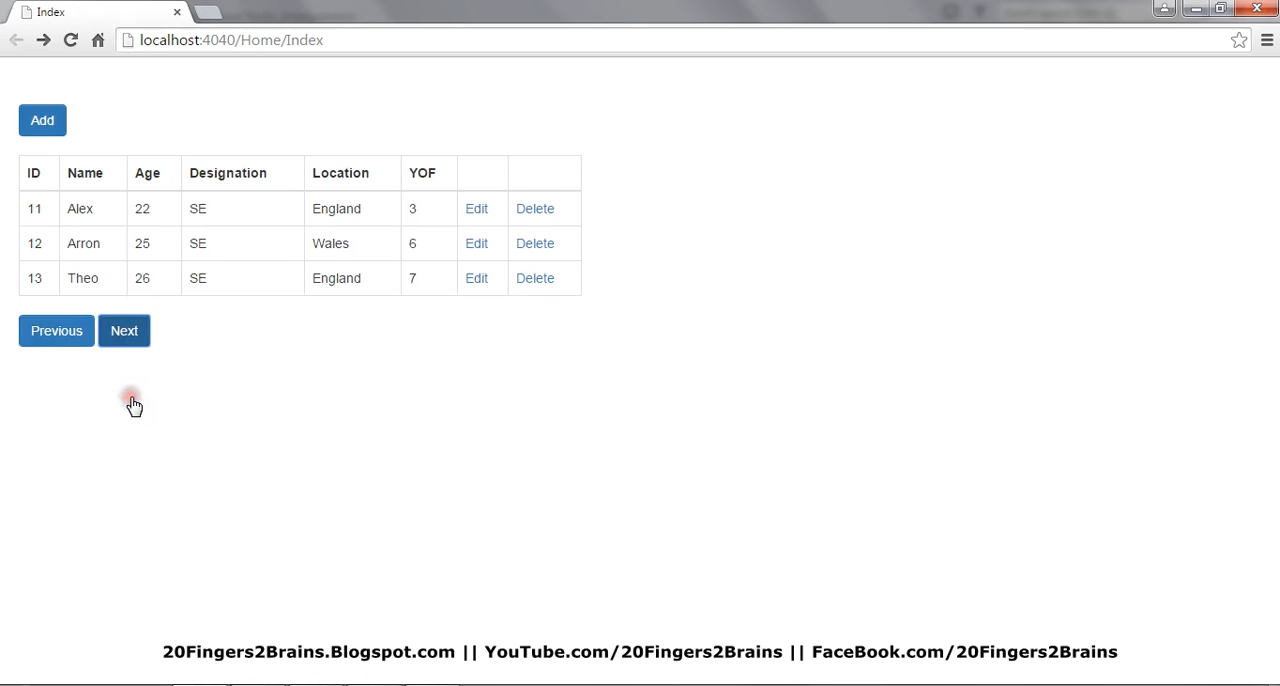 Index
localhost:4040/Home/Index
Add
ID Name Age Designation Location YOF
11 Alex 22 SE England 3 Edit Delete
12 Arron 25 SE Wales 6 Edit Delete
13 Theo 26 SE England 7 Edit Delete
Previous Next
20Fingers2Brains.Blogspot.com || YouTube.com/20Fingers2Brains || FaceBook.com/20Fingers2Brains